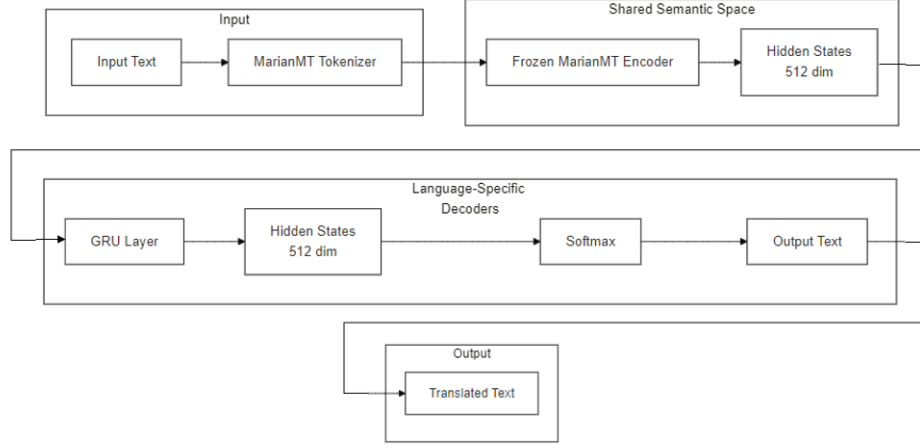 Input
Input Text
MarianMT Tokenizer
Shared Semantic Space
Frozen MarianMT Encoder
Hidden States
512 dim
Language-Specific
Decoders
GRU Layer
Hidden States
512 dim
Softmax
Output Text
Output
Translated Text